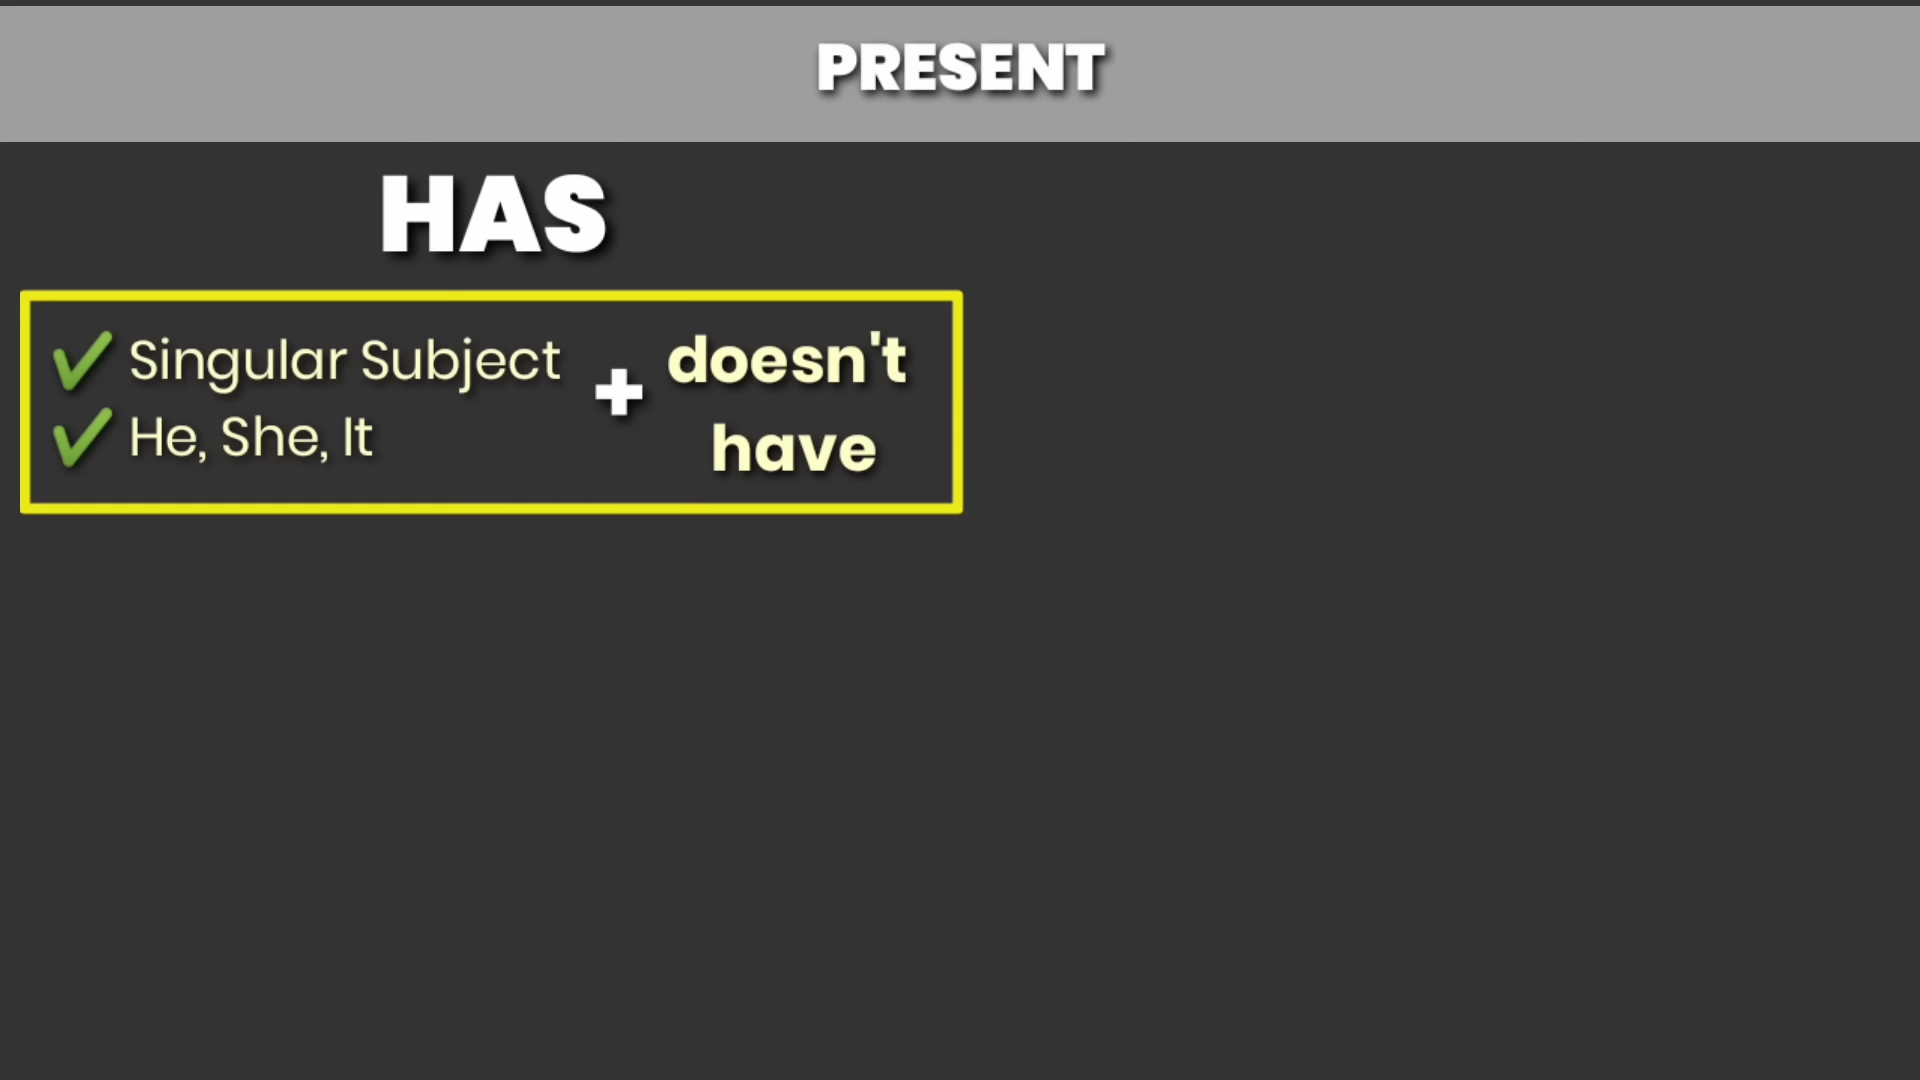 PRESENT
HAS
✔ Singular Subject
✔ He, She, It
+
doesn't
have